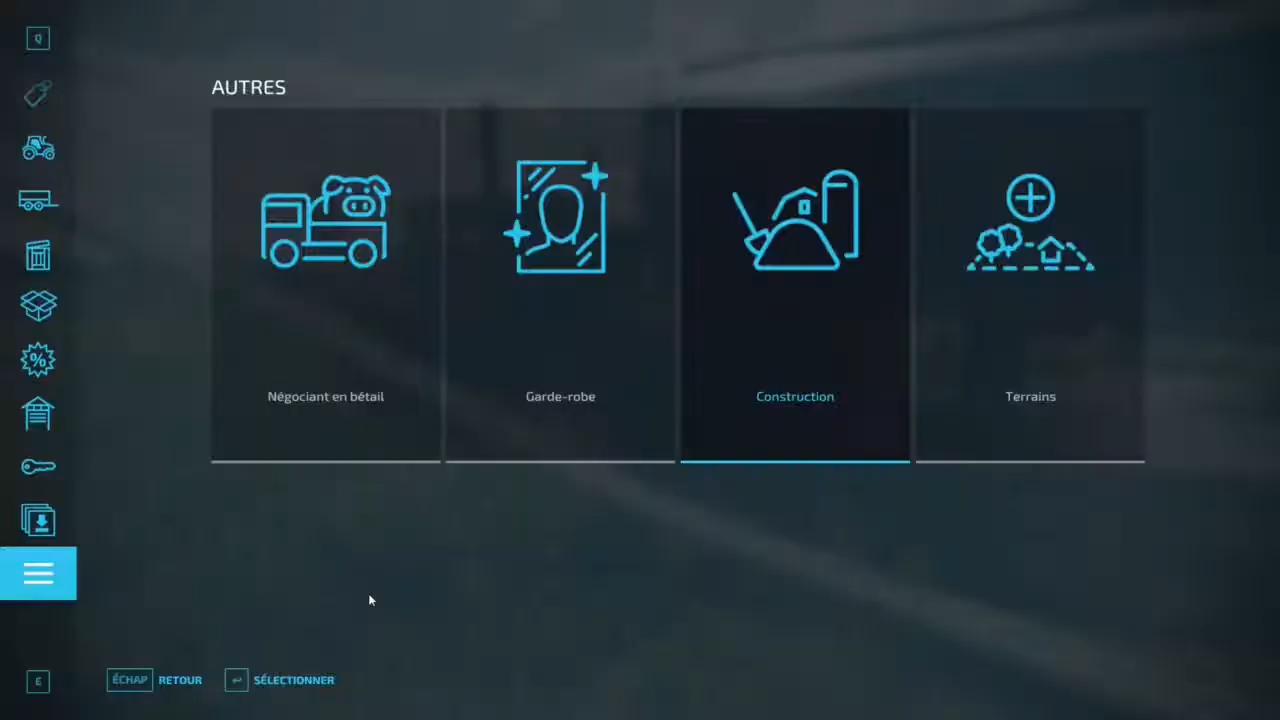 Q
AUTRES
Négociant en bétail
Garde-robe
Construction
Terrains
%
E
ÉCHAP RETOUR
SÉLECTIONNER